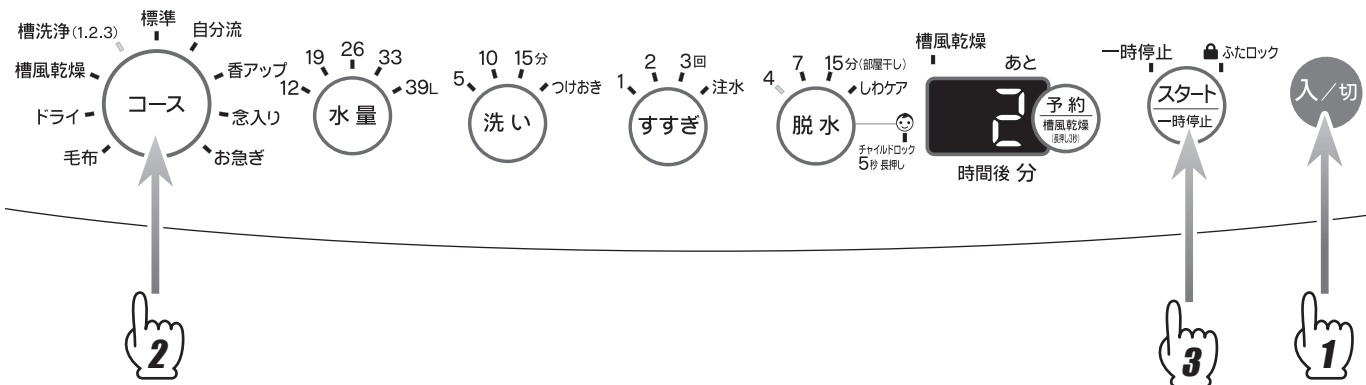 槽洗浄(1.2.3)
標準
自分流
槽風乾燥
香アップ
ドライ
念入り
毛布
お急ぎ
コース
12
19
26
33
39L
水量
5
10
15分
つけおき
洗い
1
2
3回
注水
すすぎ
4
7
15分(部屋干し)
しわケア
脱水
チャイルドロック
5秒 長押し
槽風乾燥
あと
2
予約
槽風乾燥
(長押し3秒)
時間後 分
一時停止
ふたロック
スタート
一時停止
入/切
2
3
1